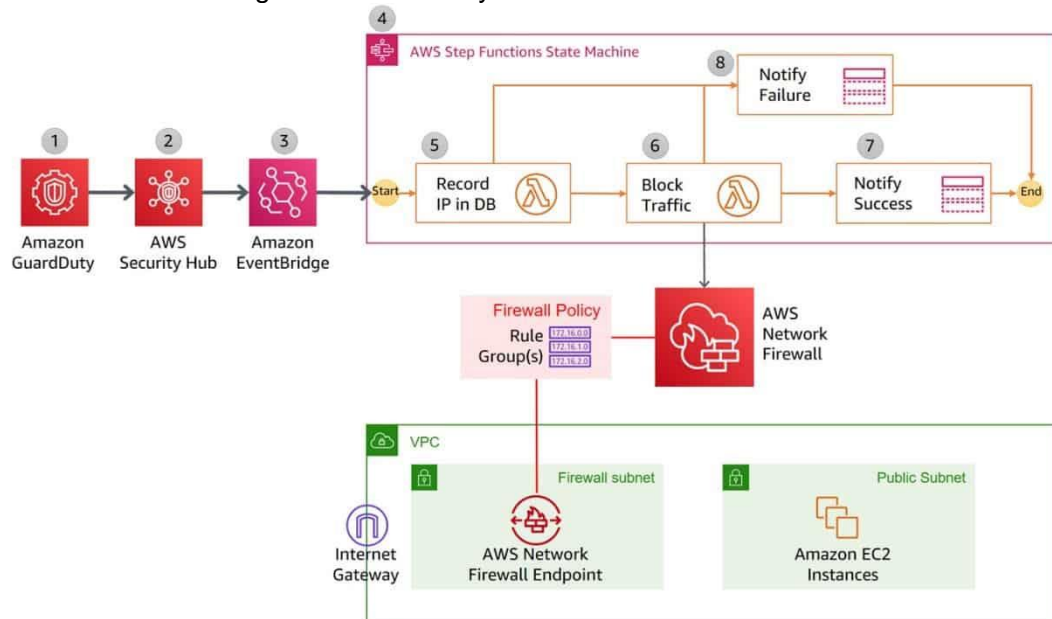 4
AWS Step Functions State Machine
8
Notify
Failure
1
2
3
5
6
7
Start
Record
IP in DB
Block
Traffic
Notify
Success
End
Amazon
GuardDuty
AWS
Security Hub
Amazon
EventBridge
Firewall Policy
Rule
Group(s)
172.16.0.0
172.16.1.0
172.16.2.0
AWS
Network
Firewall
VPC
Firewall subnet
Public Subnet
Internet
Gateway
AWS Network
Firewall Endpoint
Amazon EC2
Instances